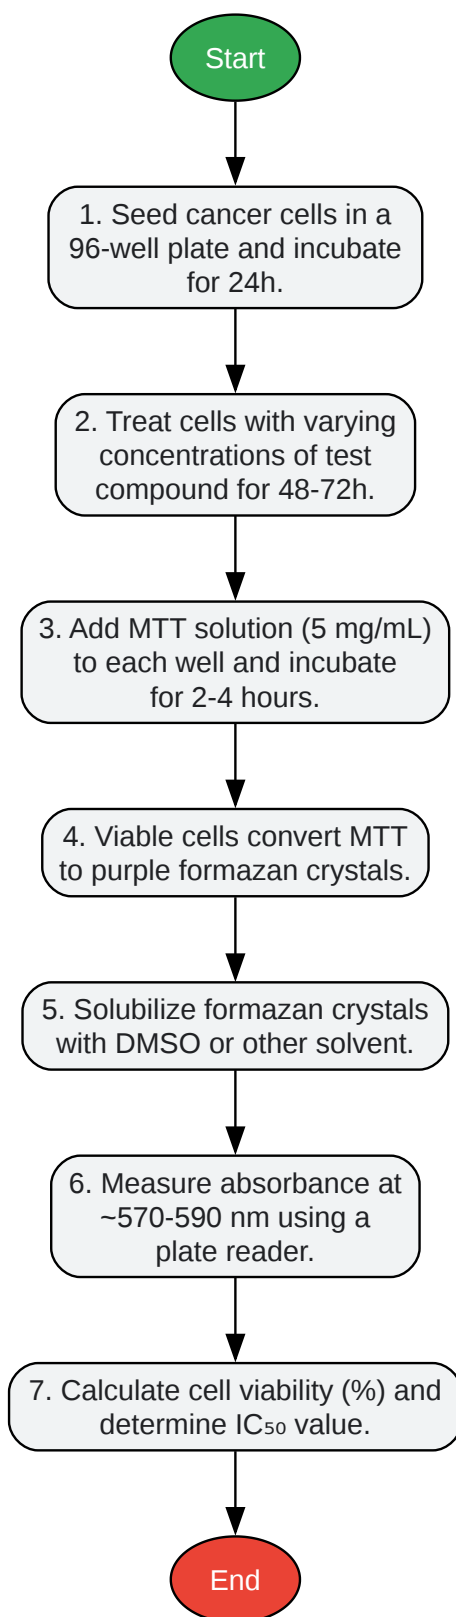 Start
1. Seed cancer cells in a
96-well plate and incubate
for 24h.
2. Treat cells with varying
concentrations of test
compound for 48-72h.
3. Add MTT solution (5 mg/mL)
to each well and incubate
for 2-4 hours.
4. Viable cells convert MTT
to purple formazan crystals.
5. Solubilize formazan crystals
with DMSO or other solvent.
6. Measure absorbance at
~570-590 nm using a
plate reader.
7. Calculate cell viability (%) and
determine IC₅₀ value.
End